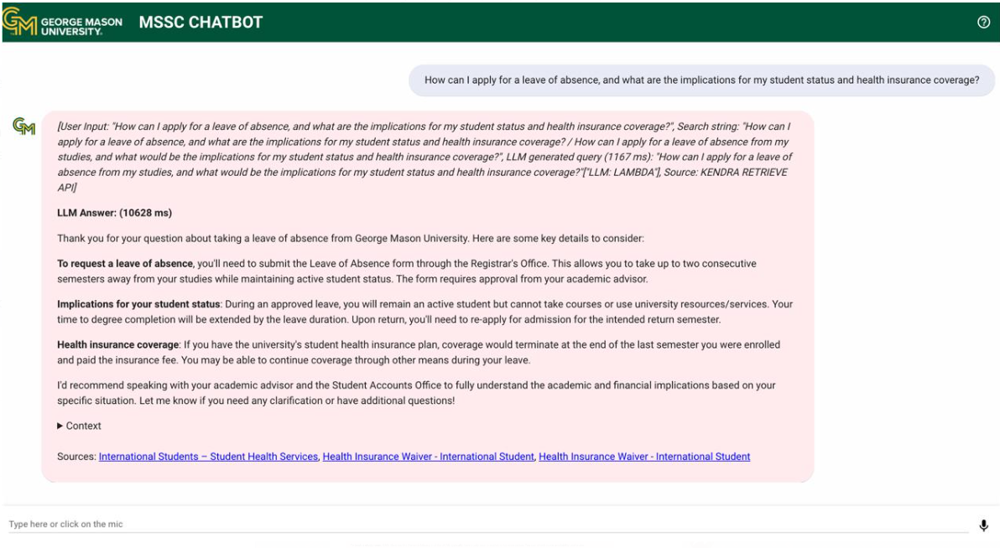 GEORGE MASON
UNIVERSITY.
MSSC CHATBOT
How can I apply for a leave of absence, and what are the implications for my student status and health insurance coverage?
[User Input: "How can I apply for a leave of absence, and what are the implications for my student status and health insurance coverage?", Search string: "How can I
apply for a leave of absence, and what are the implications for my student status and health insurance coverage? / How can I apply for a leave of absence from my
studies, and what would be the implications for my student status and health insurance coverage?", LLM generated query (1167 ms): "How can I apply for a leave of
absence from my studies, and what would be the implications for my student status and health insurance coverage?"["LLM: LAMBDA"], Source: KENDRA RETRIEVE
API]
LLM Answer: (10628 ms)
Thank you for your question about taking a leave of absence from George Mason University. Here are some key details to consider:
To request a leave of absence, you'll need to submit the Leave of Absence form through the Registrar's Office. This allows you to take up to two consecutive
semesters away from your studies while maintaining active student status. The form requires approval from your academic advisor.
Implications for your student status: During an approved leave, you will remain an active student but cannot take courses or use university resources/services. Your
time to degree completion will be extended by the leave duration. Upon return, you'll need to re-apply for admission for the intended return semester.
Health insurance coverage: If you have the university's student health insurance plan, coverage would terminate at the end of the last semester you were enrolled
and paid the insurance fee. You may be able to continue coverage through other means during your leave.
I'd recommend speaking with your academic advisor and the Student Accounts Office to fully understand the academic and financial implications based on your
specific situation. Let me know if you need any clarification or have additional questions!
▶ Context
Sources: International Students – Student Health Services, Health Insurance Waiver - International Student, Health Insurance Waiver - International Student
Type here or click on the mic